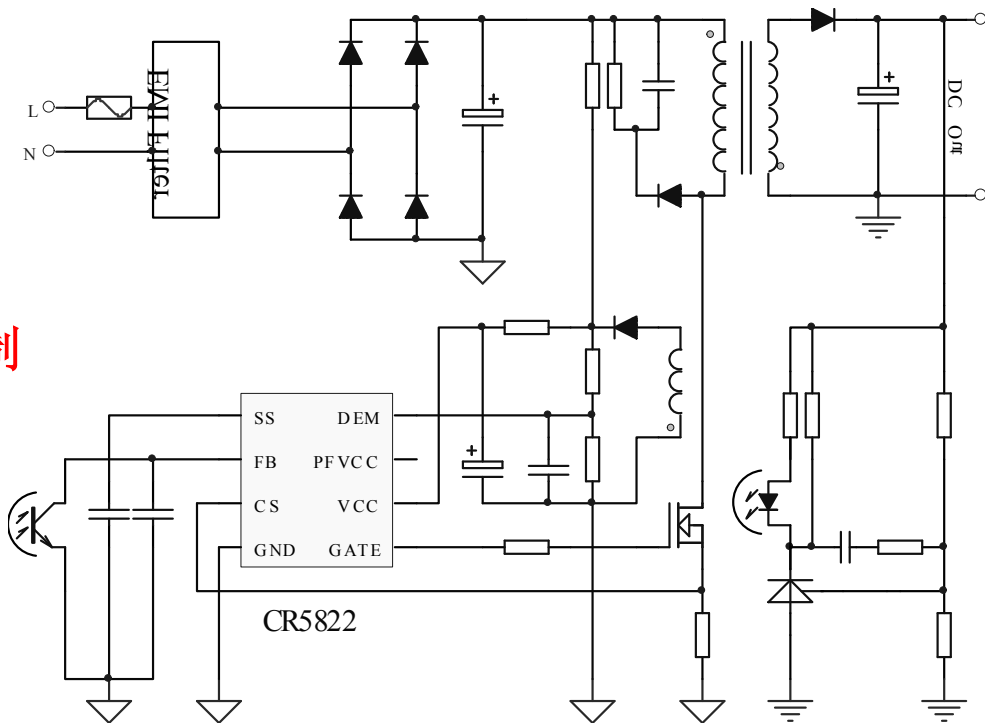 L
N
EMI Filter
DC Out
SS
DEM
FB
PFVCC
CS
VCC
GND
GATE
CR5822